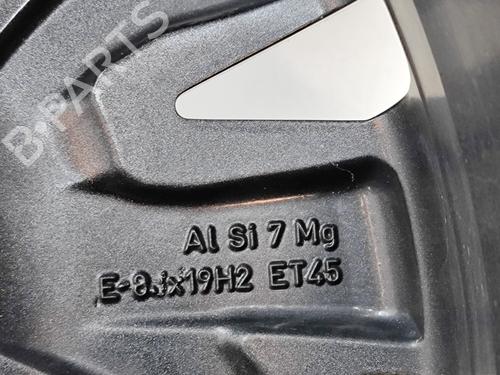 B-PARTS
Al Si 7 Mg
E-8Jx19H2 ET45